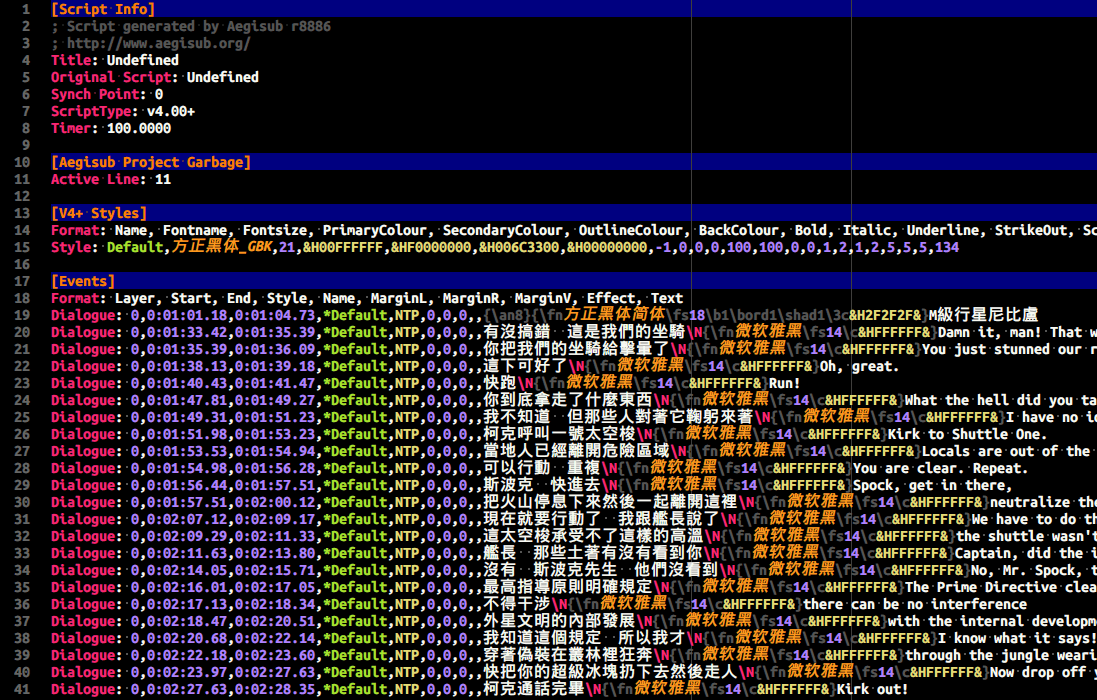 1 [Script Info]
2 ; Script generated by Aegisub r8886
3 ; http://www.aegisub.org/
4 Title: Undefined
5 Original Script: Undefined
6 Synch Point: 0
7 ScriptType: v4.00+
8 Timer: 100.0000
9
10 [Aegisub Project Garbage]
11 Active Line: 11
12
13 [V4+ Styles]
14 Format: Name, Fontname, Fontsize, PrimaryColour, SecondaryColour, OutlineColour, BackColour, Bold, Italic, Underline, StrikeOut, Sc
15 Style: Default,方正黑体_GBK,21,&H00FFFFFF,&HF0000000,&H006C3300,&H00000000,-1,0,0,0,100,100,0,0,1,2,1,2,5,5,5,134
16
17 [Events]
18 Format: Layer, Start, End, Style, Name, MarginL, MarginR, MarginV, Effect, Text
19 Dialogue: 0,0:01:01.18,0:01:04.73,*Default,NTP,0,0,0,,{\an8}{\fn方正黑体简体\fs18\b1\bord1\shad1\3c&H2F2F2F&}M級行星尼比盧
20 Dialogue: 0,0:01:33.42,0:01:35.39,*Default,NTP,0,0,0,,有沒搞錯  這是我們的坐騎\N{\fn微软雅黑\fs14\c&HFFFFFF&}Damn it, man! That w
21 Dialogue: 0,0:01:35.39,0:01:36.09,*Default,NTP,0,0,0,,你把我們的坐騎給擊暈了\N{\fn微软雅黑\fs14\c&HFFFFFF&}You just stunned our r
22 Dialogue: 0,0:01:38.13,0:01:39.18,*Default,NTP,0,0,0,,這下可好了\N{\fn微软雅黑\fs14\c&HFFFFFF&}Oh, great.
23 Dialogue: 0,0:01:40.43,0:01:41.47,*Default,NTP,0,0,0,,快跑\N{\fn微软雅黑\fs14\c&HFFFFFF&}Run!
24 Dialogue: 0,0:01:47.81,0:01:49.27,*Default,NTP,0,0,0,,你到底拿走了什麼東西\N{\fn微软雅黑\fs14\c&HFFFFFF&}What the hell did you ta
25 Dialogue: 0,0:01:49.31,0:01:51.23,*Default,NTP,0,0,0,,我不知道  但那些人對著它鞠躬來著\N{\fn微软雅黑\fs14\c&HFFFFFF&}I have no id
26 Dialogue: 0,0:01:51.98,0:01:53.23,*Default,NTP,0,0,0,,柯克呼叫一號太空梭\N{\fn微软雅黑\fs14\c&HFFFFFF&}Kirk to Shuttle One.
27 Dialogue: 0,0:01:53.53,0:01:54.94,*Default,NTP,0,0,0,,當地人已經離開危險區域\N{\fn微软雅黑\fs14\c&HFFFFFF&}Locals are out of the
28 Dialogue: 0,0:01:54.98,0:01:56.28,*Default,NTP,0,0,0,,可以行動  重複\N{\fn微软雅黑\fs14\c&HFFFFFF&}You are clear. Repeat.
29 Dialogue: 0,0:01:56.44,0:01:57.51,*Default,NTP,0,0,0,,斯波克  快進去\N{\fn微软雅黑\fs14\c&HFFFFFF&}Spock, get in there,
30 Dialogue: 0,0:01:57.51,0:02:00.12,*Default,NTP,0,0,0,,把火山停息下來然後一起離開這裡\N{\fn微软雅黑\fs14\c&HFFFFFF&}neutralize the
31 Dialogue: 0,0:02:07.12,0:02:09.17,*Default,NTP,0,0,0,,現在就要行動了  我跟艦長說了\N{\fn微软雅黑\fs14\c&HFFFFFF&}We have to do th
32 Dialogue: 0,0:02:09.29,0:02:11.33,*Default,NTP,0,0,0,,這太空梭承受不了這樣的高溫\N{\fn微软雅黑\fs14\c&HFFFFFF&}the shuttle wasn't
33 Dialogue: 0,0:02:11.63,0:02:13.80,*Default,NTP,0,0,0,,艦長  那些土著有沒有看到你\N{\fn微软雅黑\fs14\c&HFFFFFF&}Captain, did the i
34 Dialogue: 0,0:02:14.05,0:02:15.71,*Default,NTP,0,0,0,,沒有  斯波克先生  他們沒看到\N{\fn微软雅黑\fs14\c&HFFFFFF&}No, Mr. Spock, t
35 Dialogue: 0,0:02:16.01,0:02:17.05,*Default,NTP,0,0,0,,最高指導原則明確規定\N{\fn微软雅黑\fs14\c&HFFFFFF&}The Prime Directive clea
36 Dialogue: 0,0:02:17.13,0:02:18.34,*Default,NTP,0,0,0,,不得干涉\N{\fn微软雅黑\fs14\c&HFFFFFF&}there can be no interference
37 Dialogue: 0,0:02:18.47,0:02:20.51,*Default,NTP,0,0,0,,外星文明的內部發展\N{\fn微软雅黑\fs14\c&HFFFFFF&}with the internal developme
38 Dialogue: 0,0:02:20.68,0:02:22.14,*Default,NTP,0,0,0,,我知道這個規定  所以我才\N{\fn微软雅黑\fs14\c&HFFFFFF&}I know what it says!
39 Dialogue: 0,0:02:22.18,0:02:23.60,*Default,NTP,0,0,0,,穿著偽裝在叢林裡狂奔\N{\fn微软雅黑\fs14\c&HFFFFFF&}through the jungle weari
40 Dialogue: 0,0:02:23.97,0:02:27.63,*Default,NTP,0,0,0,,快把你的超級冰塊扔下去然後走人\N{\fn微软雅黑\fs14\c&HFFFFFF&}Now drop off y
41 Dialogue: 0,0:02:27.63,0:02:28.35,*Default,NTP,0,0,0,,柯克通話完畢\N{\fn微软雅黑\fs14\c&HFFFFFF&}Kirk out!